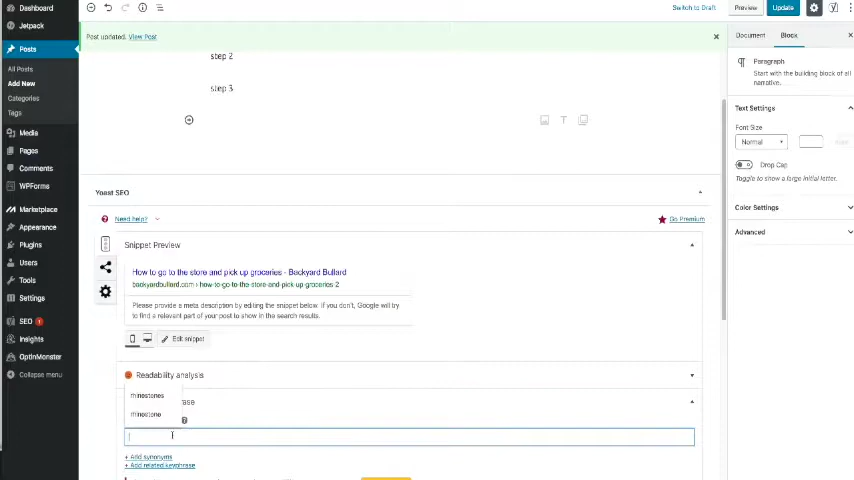 Dashboard
Jetpack
Posts
All Posts
Add New
Categories
Tags
Media
Pages
Comments
WPForms
Marketplace
Appearance
Plugins
Users
Tools
Settings
SEO 1
Insights
OptinMonster
Collapse menu
Switch to Draft
Preview
Update
Post updated. View Post
step 2
step 3
Yoast SEO
Need help?
Go Premium
Snippet Preview
How to go to the store and pick up groceries - Backyard Bullard
backyardbullard.com › how-to-go-to-the-store-and-pick-up-groceries-2
Please provide a meta description by editing the snippet below. If you don't, Google will try
to find a relevant part of your post to show in the search results.
Edit snippet
Readability analysis
rhinestones
rhinestone
rase
+ Add synonyms
+ Add related keyphrase
Document
Block
Paragraph
Start with the building block of all
narrative.
Text Settings
Font Size
Normal
Drop Cap
Toggle to show a large initial letter.
Color Settings
Advanced